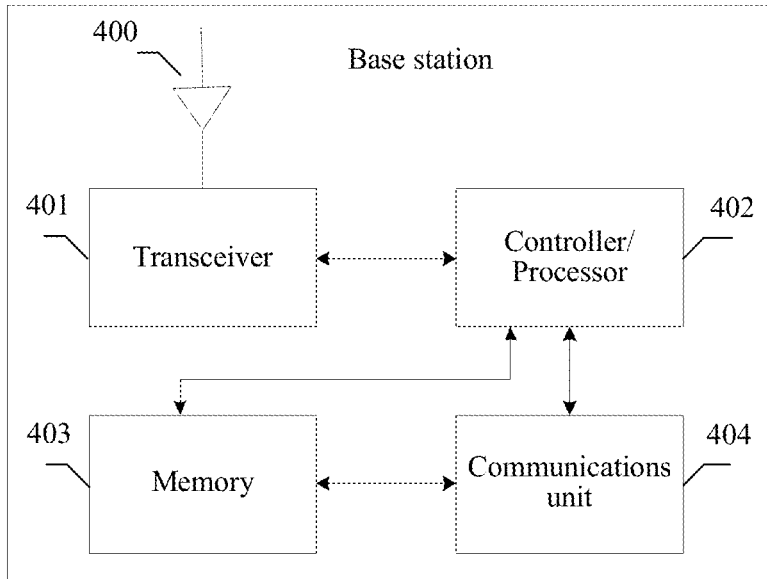 400
Base station
401
Transceiver
Controller/
Processor
402
403
Memory
Communications
unit
404